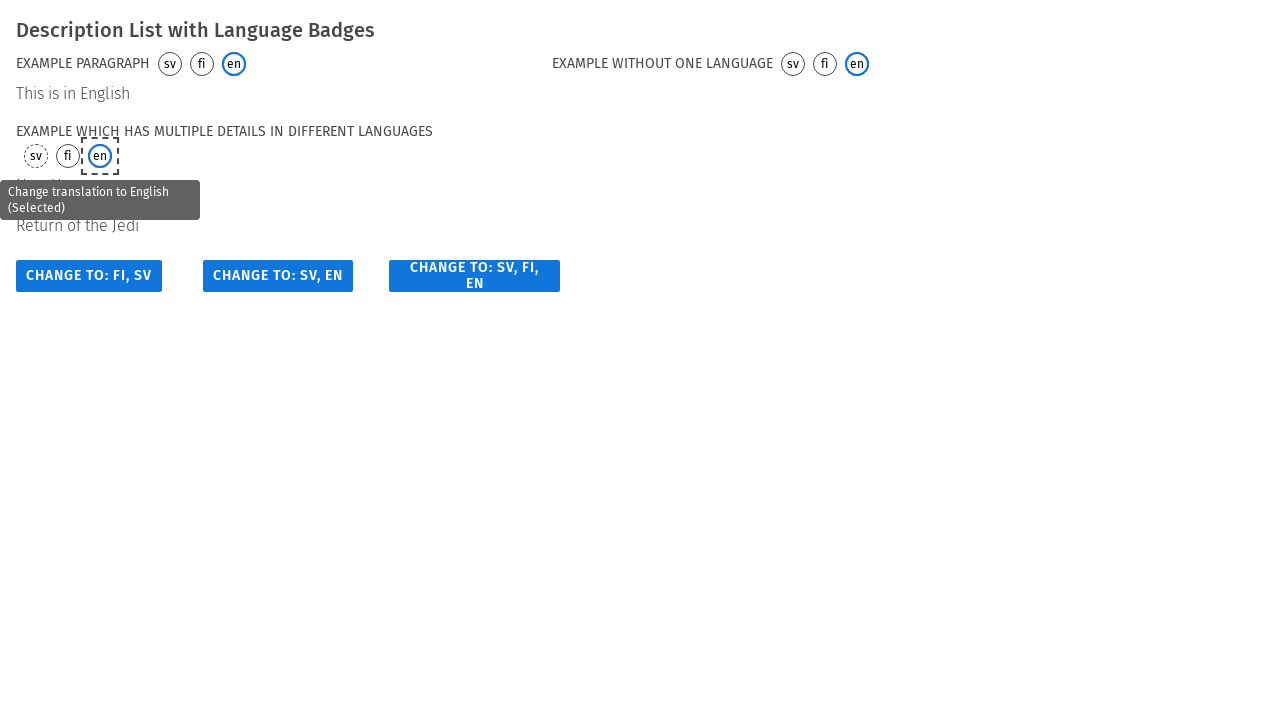 Description List with Language Badges
EXAMPLE PARAGRAPH sv fi en
EXAMPLE WITHOUT ONE LANGUAGE sv fi en
This is in English
EXAMPLE WHICH HAS MULTIPLE DETAILS IN DIFFERENT LANGUAGES
sv fi en
Change translation to English
(Selected)
Return of the Jedi
CHANGE TO: FI, SV
CHANGE TO: SV, EN
CHANGE TO: SV, FI,
EN